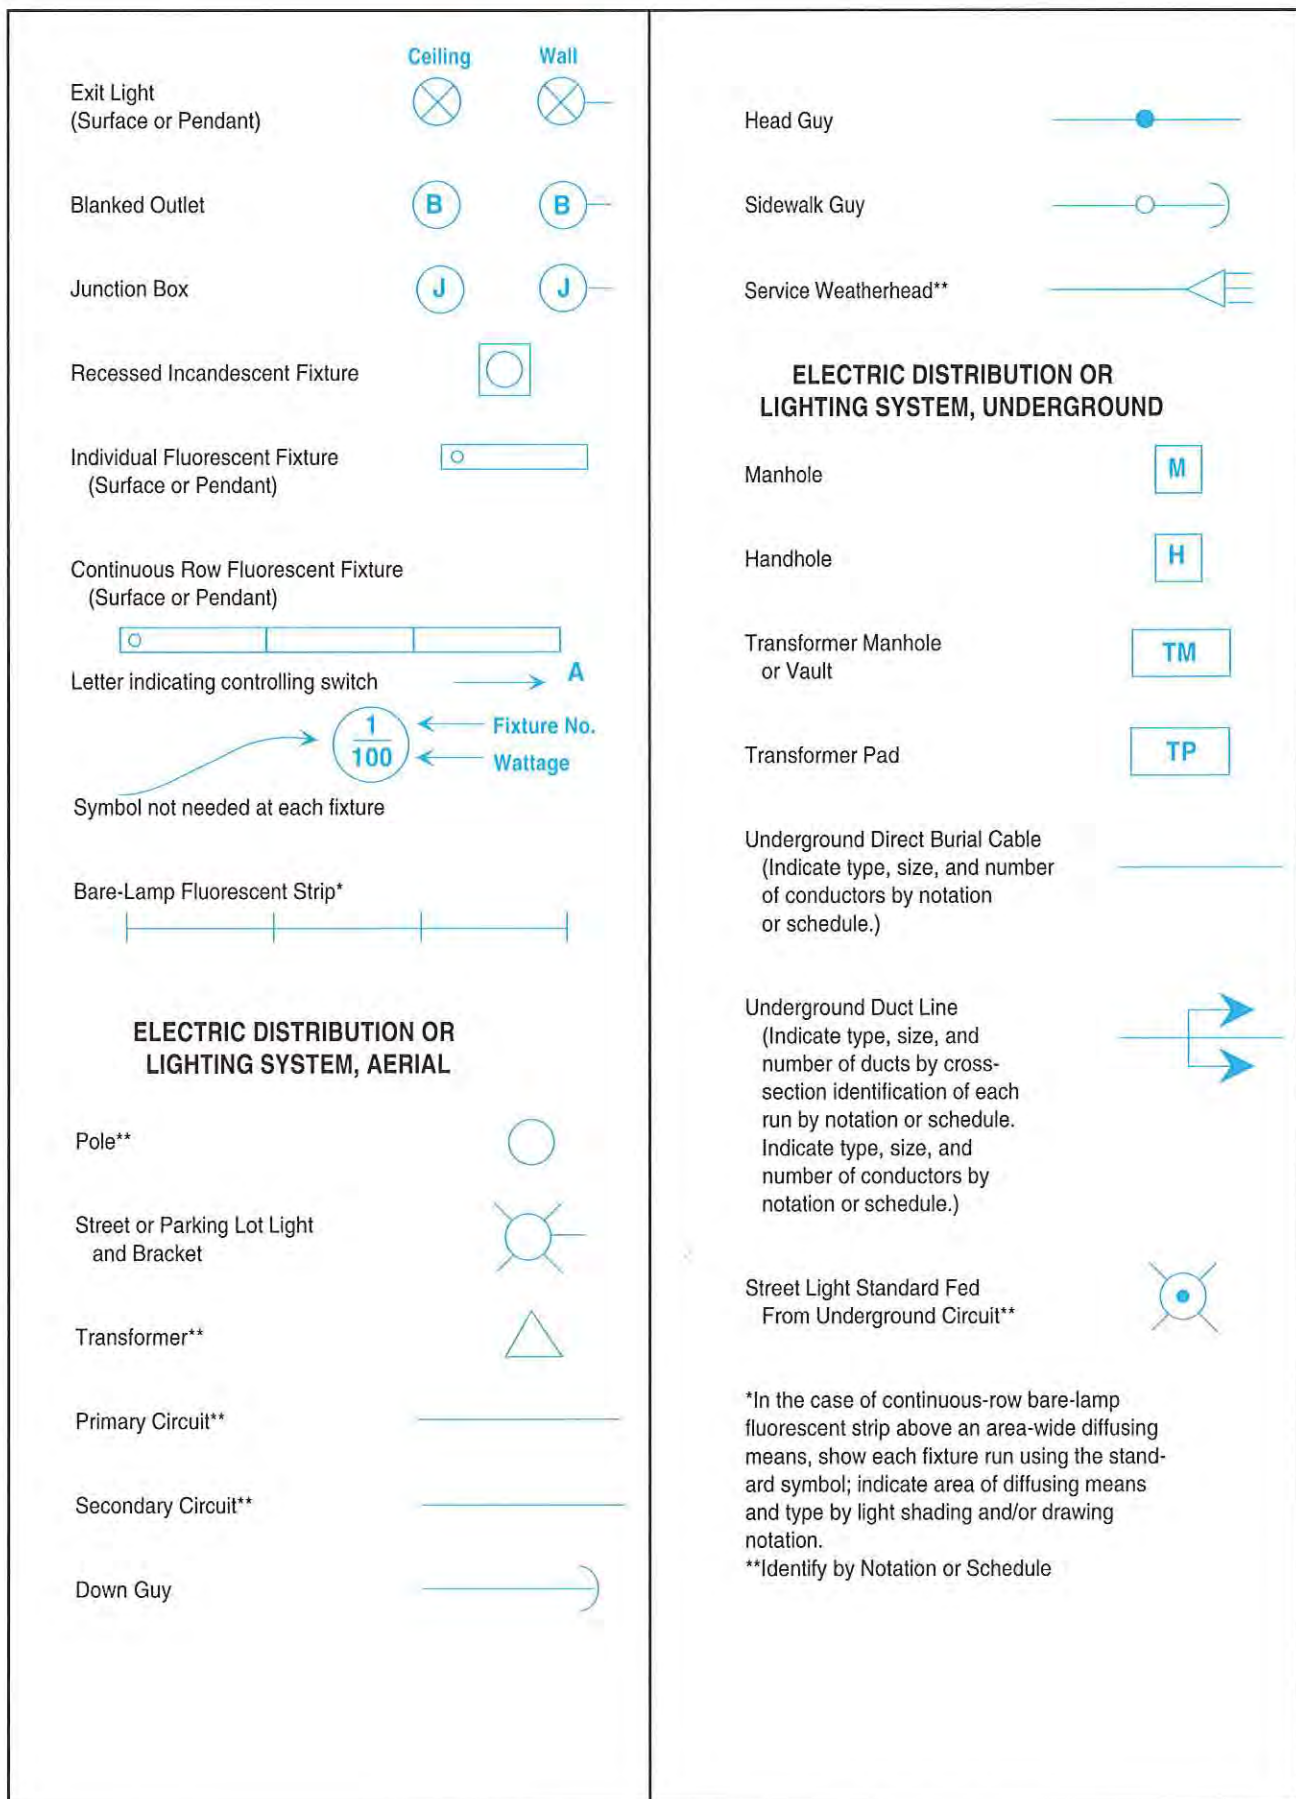 Ceiling Wall
Exit Light
(Surface or Pendant)
Blanked Outlet B B
Junction Box J J
Recessed Incandescent Fixture
Individual Fluorescent Fixture
(Surface or Pendant)
Continuous Row Fluorescent Fixture
(Surface or Pendant)
Letter indicating controlling switch A
1 Fixture No.
100 Wattage
Symbol not needed at each fixture
Bare-Lamp Fluorescent Strip*
ELECTRIC DISTRIBUTION OR
LIGHTING SYSTEM, AERIAL
Pole**
Street or Parking Lot Light
and Bracket
Transformer**
Primary Circuit**
Secondary Circuit**
Down Guy
Head Guy
Sidewalk Guy
Service Weatherhead**
ELECTRIC DISTRIBUTION OR
LIGHTING SYSTEM, UNDERGROUND
Manhole M
Handhole H
Transformer Manhole TM
or Vault
Transformer Pad TP
Underground Direct Burial Cable
(Indicate type, size, and number
of conductors by notation
or schedule.)
Underground Duct Line
(Indicate type, size, and
number of ducts by cross-
section identification of each
run by notation or schedule.
Indicate type, size, and
number of conductors by
notation or schedule.)
Street Light Standard Fed
From Underground Circuit**
*In the case of continuous-row bare-lamp
fluorescent strip above an area-wide diffusing
means, show each fixture run using the stand-
ard symbol; indicate area of diffusing means
and type by light shading and/or drawing
notation.
**Identify by Notation or Schedule